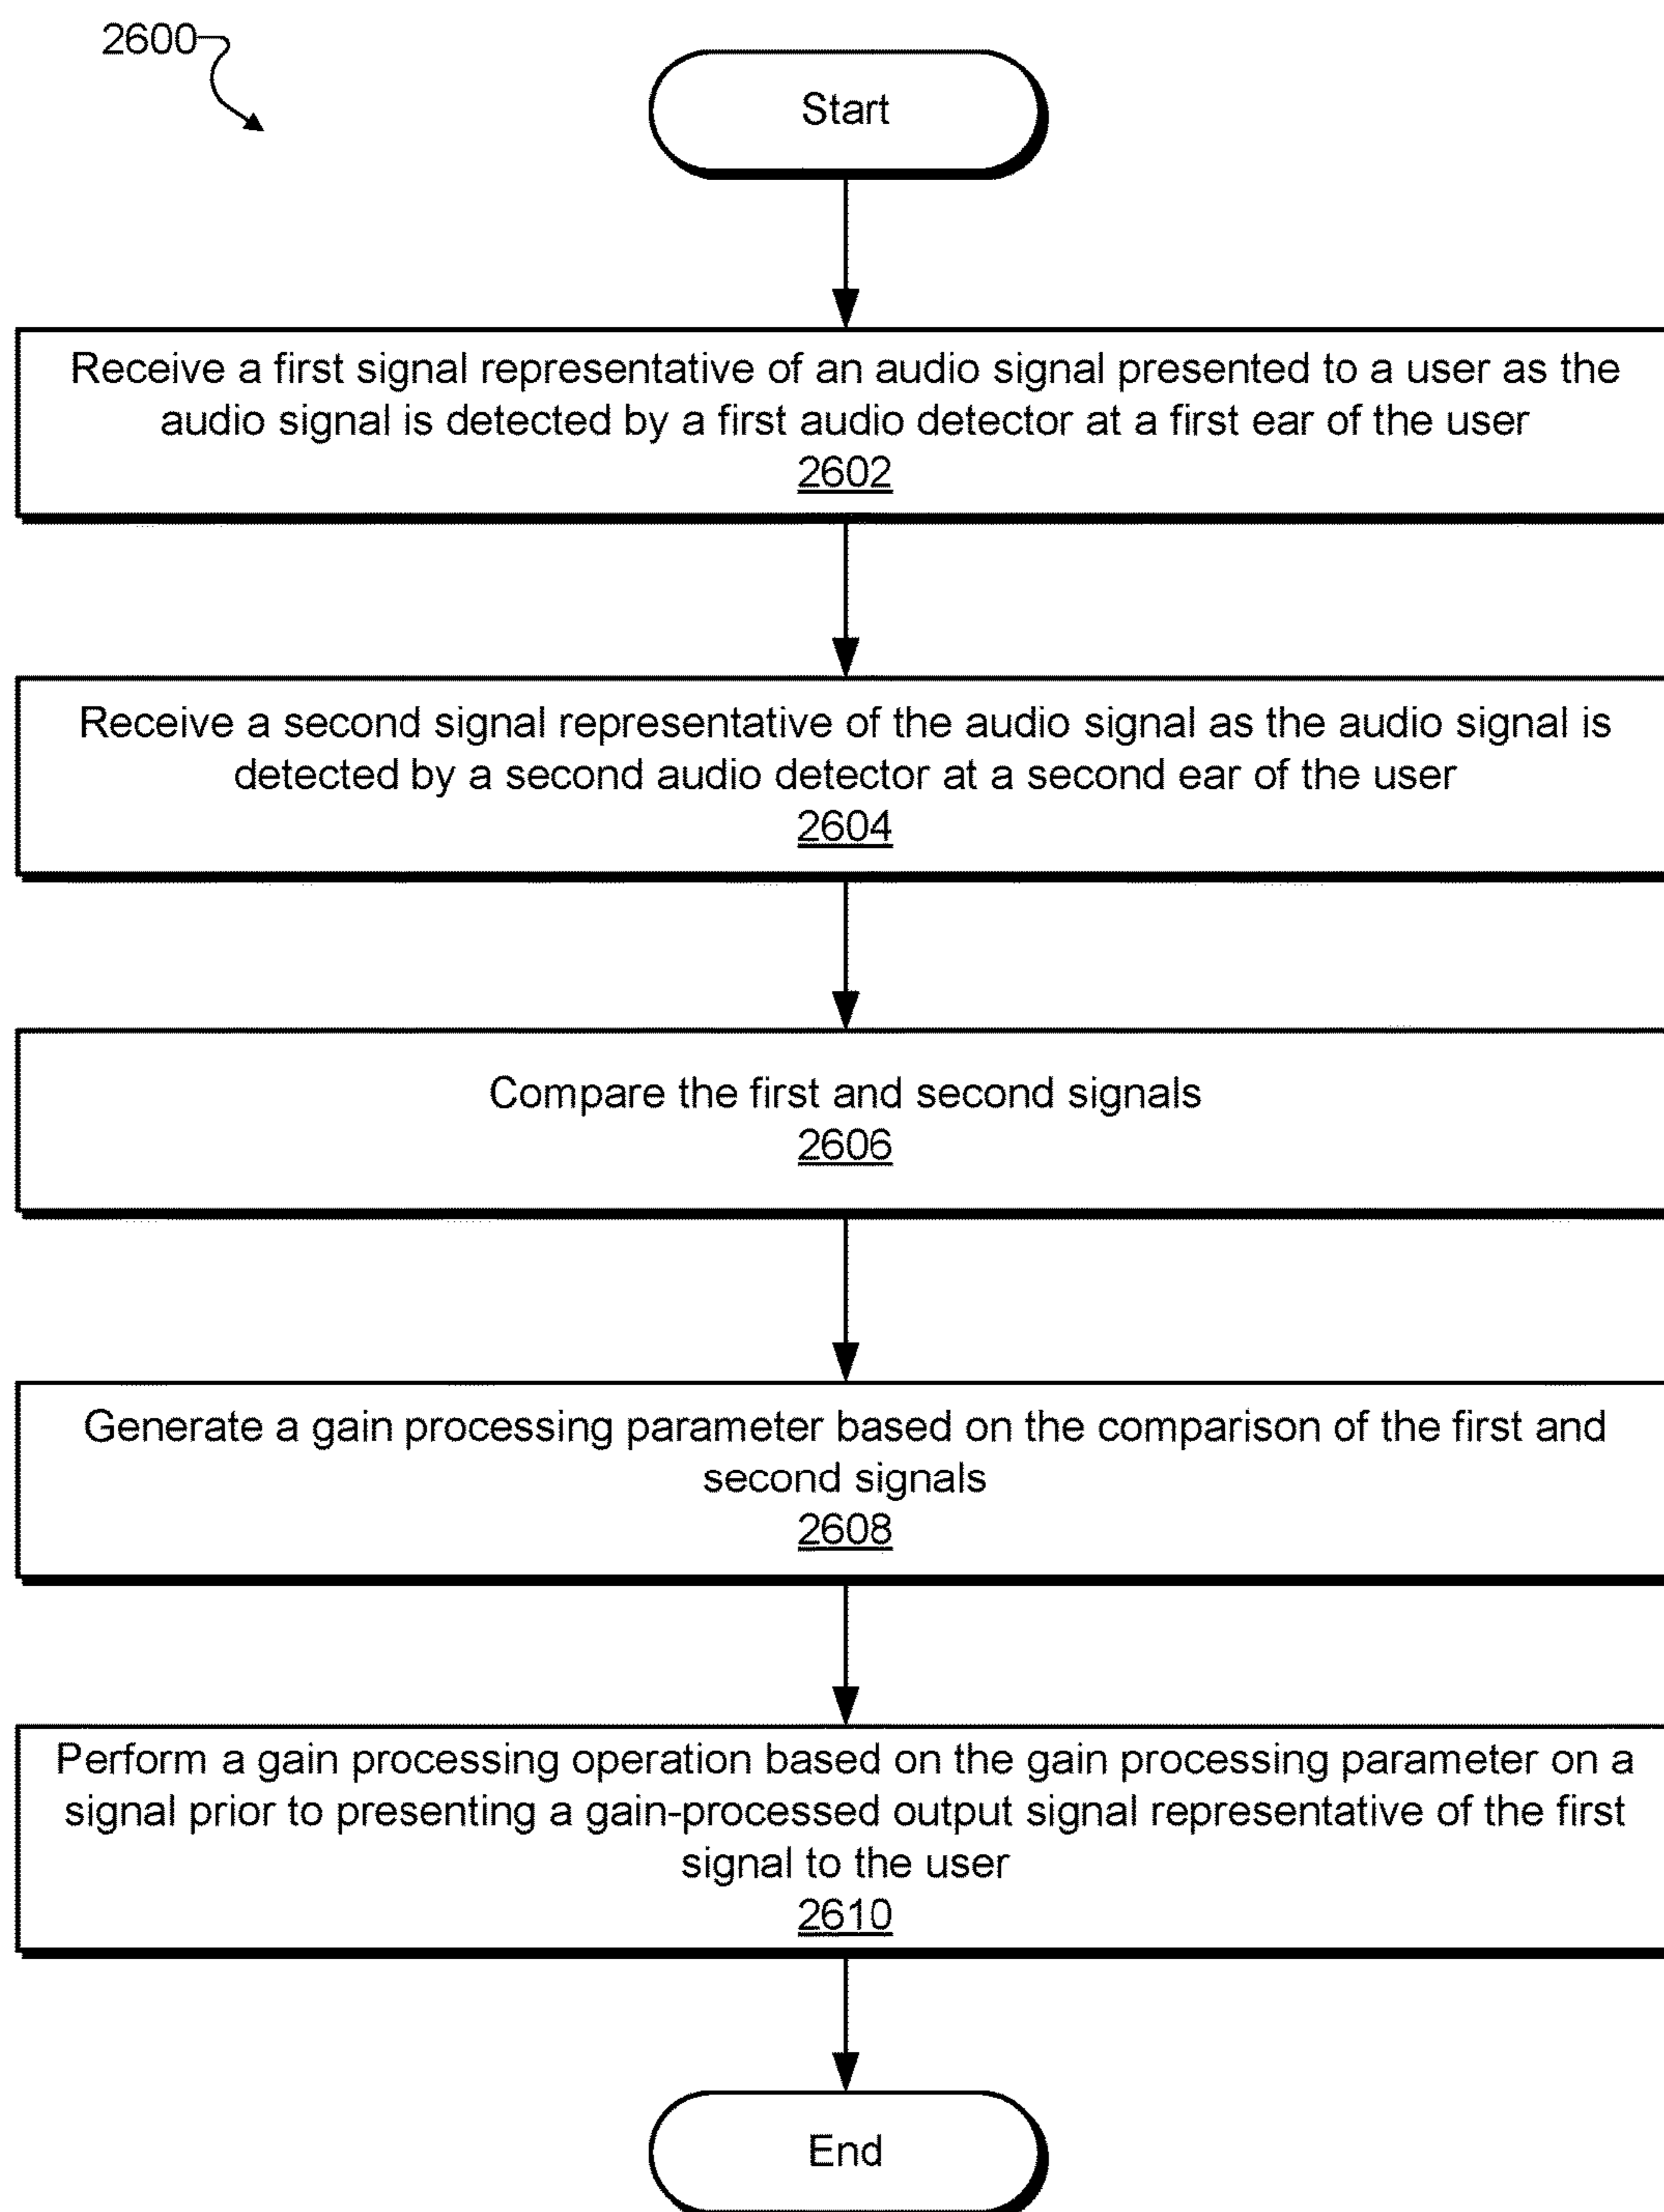 2600
Start
Receive a first signal representative of an audio signal presented to a user as the
audio signal is detected by a first audio detector at a first ear of the user
2602
Receive a second signal representative of the audio signal as the audio signal is
detected by a second audio detector at a second ear of the user
2604
Compare the first and second signals
2606
Generate a gain processing parameter based on the comparison of the first and
second signals
2608
Perform a gain processing operation based on the gain processing parameter on a
signal prior to presenting a gain-processed output signal representative of the first
signal to the user
2610
End